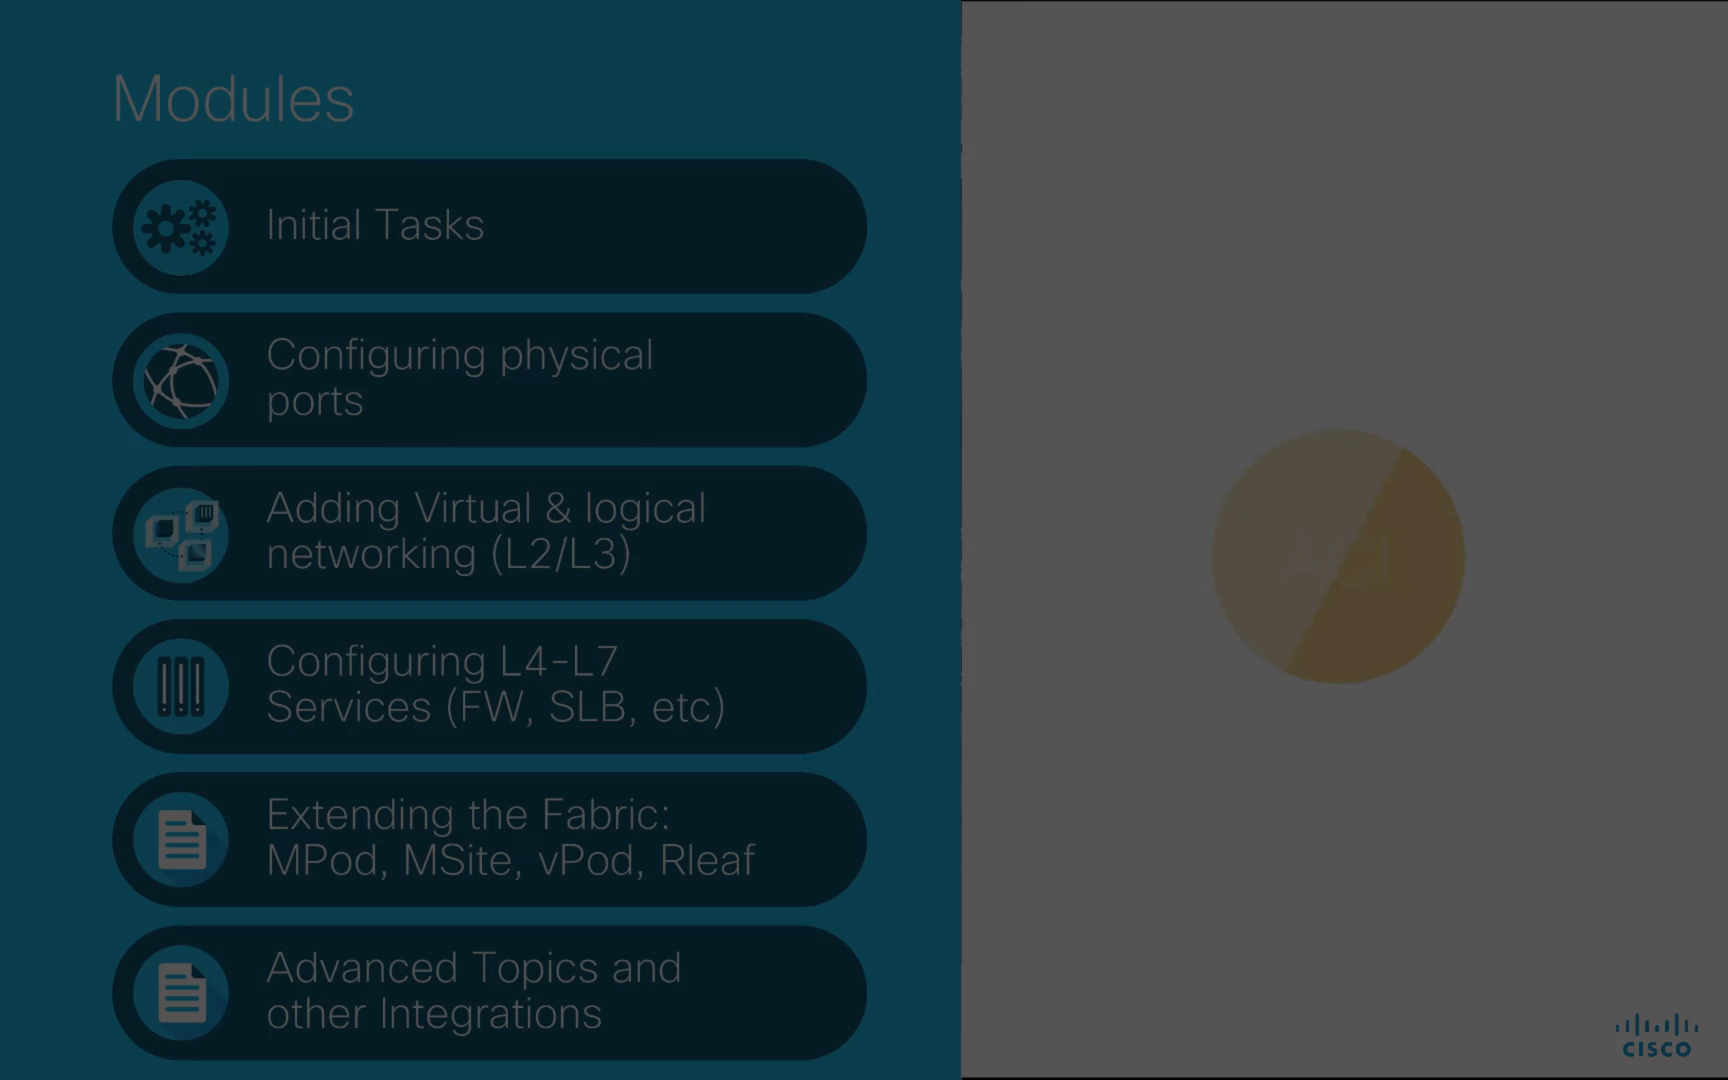 Modules
Initial Tasks
Configuring physical
ports
Adding Virtual & logical
networking (L2/L3)
Configuring L4-L7
Services (FW, SLB, etc)
Extending the Fabric:
MPod, MSite, vPod, Rleaf
Advanced Topics and
other Integrations
ACI
CISCO